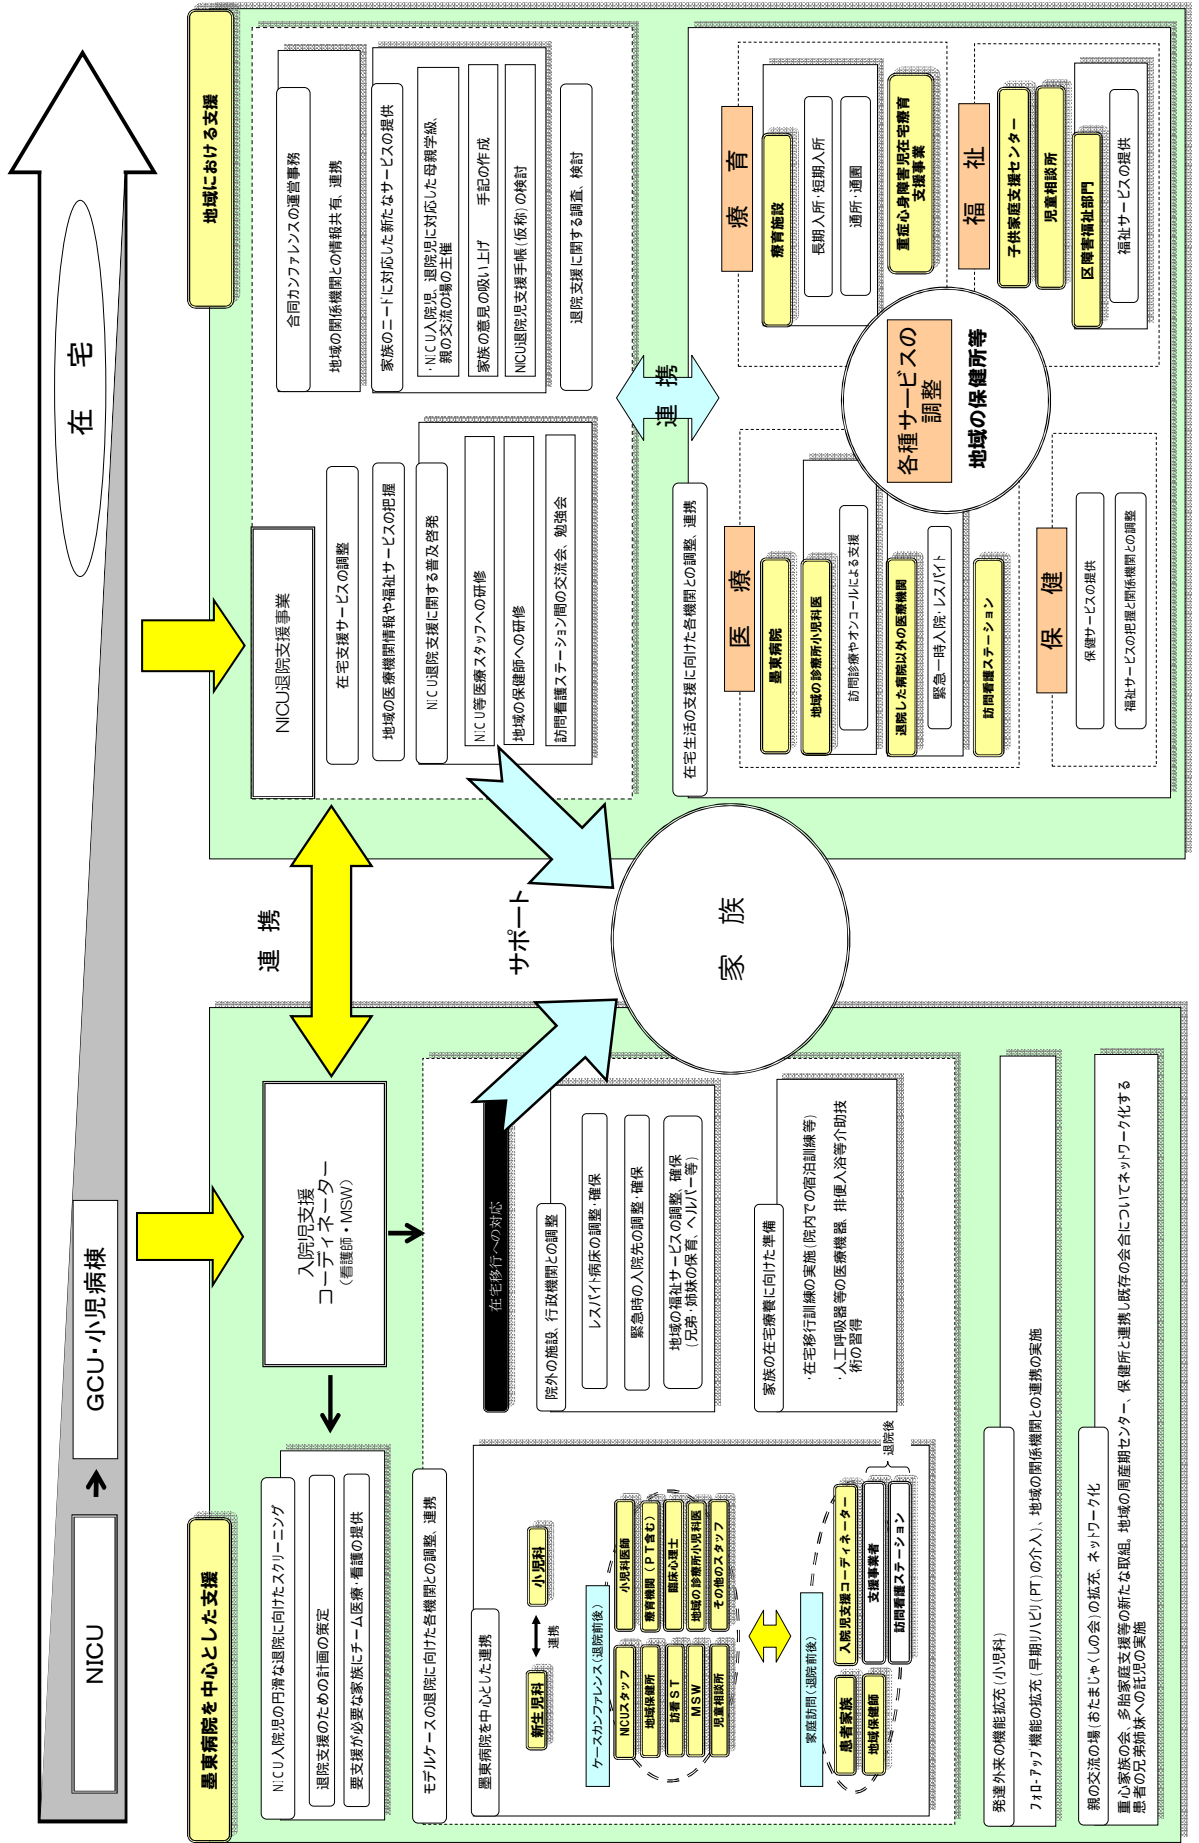 NICU
GCU・小児病棟
在　宅
墨東病院を中心とした支援
NICU入院児の円滑な退院に向けたスクリーニング
退院支援のための計画の策定
要支援が必要な家族にチーム医療・看護の提供
入院児支援
コーディネーター
（看護師・MSW）
モデルケースの退院に向けた各機関との調整、連携
墨東病院を中心とした連携
新生児科
小児科
連携
ケースカンファレンス（退院前後）
NICUスタッフ
地域保健所
訪看ＳＴ
ＭＳＷ
児童相談所
小児科医師
療育機関（ＰＴ含む）
臨床心理士
地域の診療所小児科医
その他のスタッフ
家庭訪問（退院前後）
患者家族
地域保健師
入院児支援コーディネーター
支援事業者
訪問看護ステーション
退院後
在宅移行への対応
院外の施設、行政機関との調整
レスパイト病床の調整・確保
緊急時の入院先の調整・確保
地域の福祉サービスの調整、確保
（兄弟・姉妹の保育、ヘルパー等）
家族の在宅療養に向けた準備
・在宅移行訓練の実施（院内での宿泊訓練等）
・人工呼吸器等の医療機器、排便入浴等介助技
術の習得
発達外来の機能拡充（小児科）
フォローアップ機能の拡充（早期リハビリ（PT）の介入）、地域の関係機関との連携の実施
親の交流の場（おたまじゃくしの会）の拡充、ネットワーク化
重心家族の会、多胎家庭支援等の新たな取組。地域の周産期センター、保健所と連携し既存の会合についてネットワーク化する
患者の兄弟姉妹への託児の実施
連　携
サポート
家　族
地域における支援
NICU退院支援事業
在宅支援サービスの調整
地域の医療機関情報や福祉サービスの把握
NICU退院支援に関する普及啓発
NICU等医療スタッフへの研修
地域の保健師への研修
訪問看護ステーション間の交流会、勉強会
合同カンファレンスの運営事務
地域の関係機関との情報共有、連携
家族のニードに対応した新たなサービスの提供
・NICU入院児、退院児に対応した母親学級、
親の交流の場の主催
家族の意見の吸い上げ　手記の作成
NICU退院児支援手帳（仮称）の検討
退院支援に関する調査、検討
連　携
在宅生活の支援に向けた各機関との調整、連携
医　療
墨東病院
地域の診療所小児科医
訪問診療やオンコールによる支援
退院した病院以外の医療機関
緊急一時入院・レスパイト
訪問看護ステーション
保　健
保健サービスの提供
福祉サービスの把握と関係機関との調整
各種サービスの
調整
地域の保健所等
療　育
療育施設
長期入所・短期入所
通所・通園
重症心身障害児在宅療育
支援事業
福　祉
子供家庭支援センター
児童相談所
区障害福祉部門
福祉サービスの提供